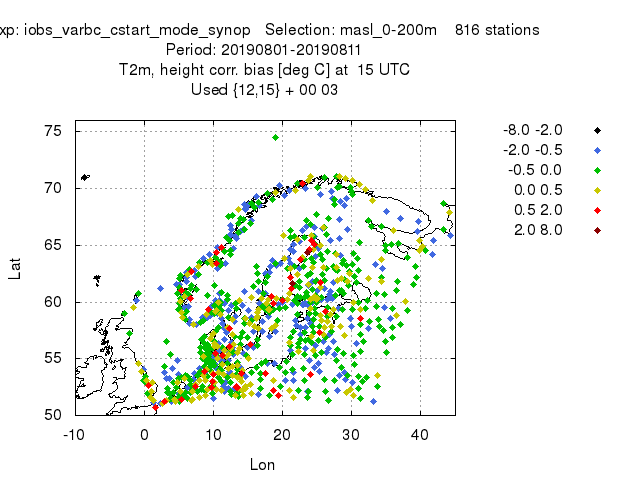 xp: iobs_varbc_cstart_mode_synop Selection: masl_0-200m 816 stations
Period: 20190801-20190811
T2m, height corr. bias [deg C] at 15 UTC
Used {12,15} + 00 03
-8.0 -2.0
-2.0 -0.5
-0.5 0.0
0.0 0.5
0.5 2.0
2.0 8.0
75
70
65
60
55
50
Lat
-10 0 10 20 30 40
Lon